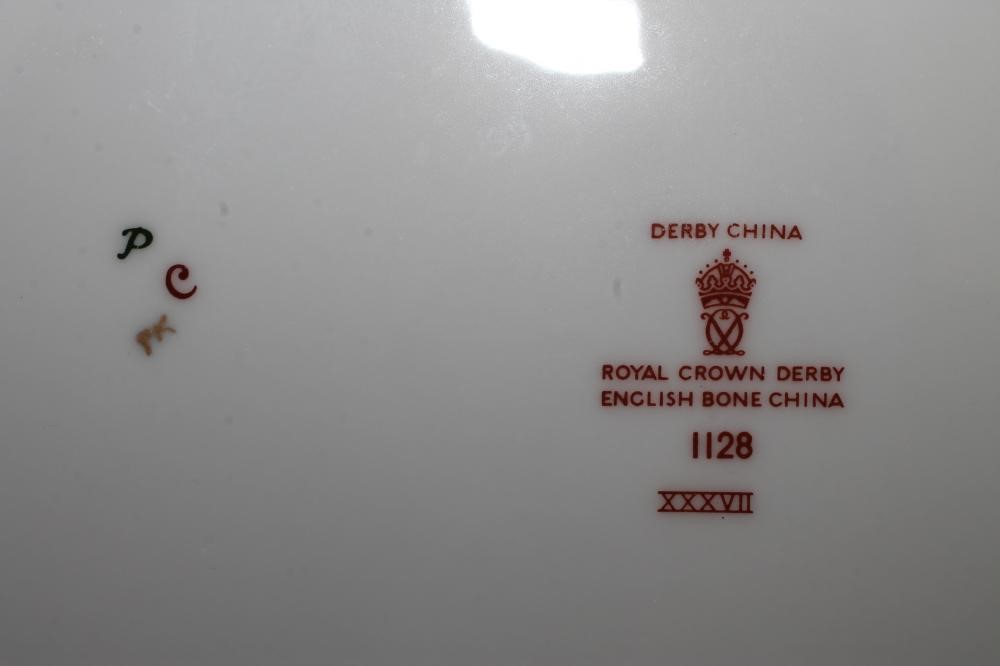 P
C
DERBY CHINA
ROYAL CROWN DERBY
ENGLISH BONE CHINA
1128
XXXVII